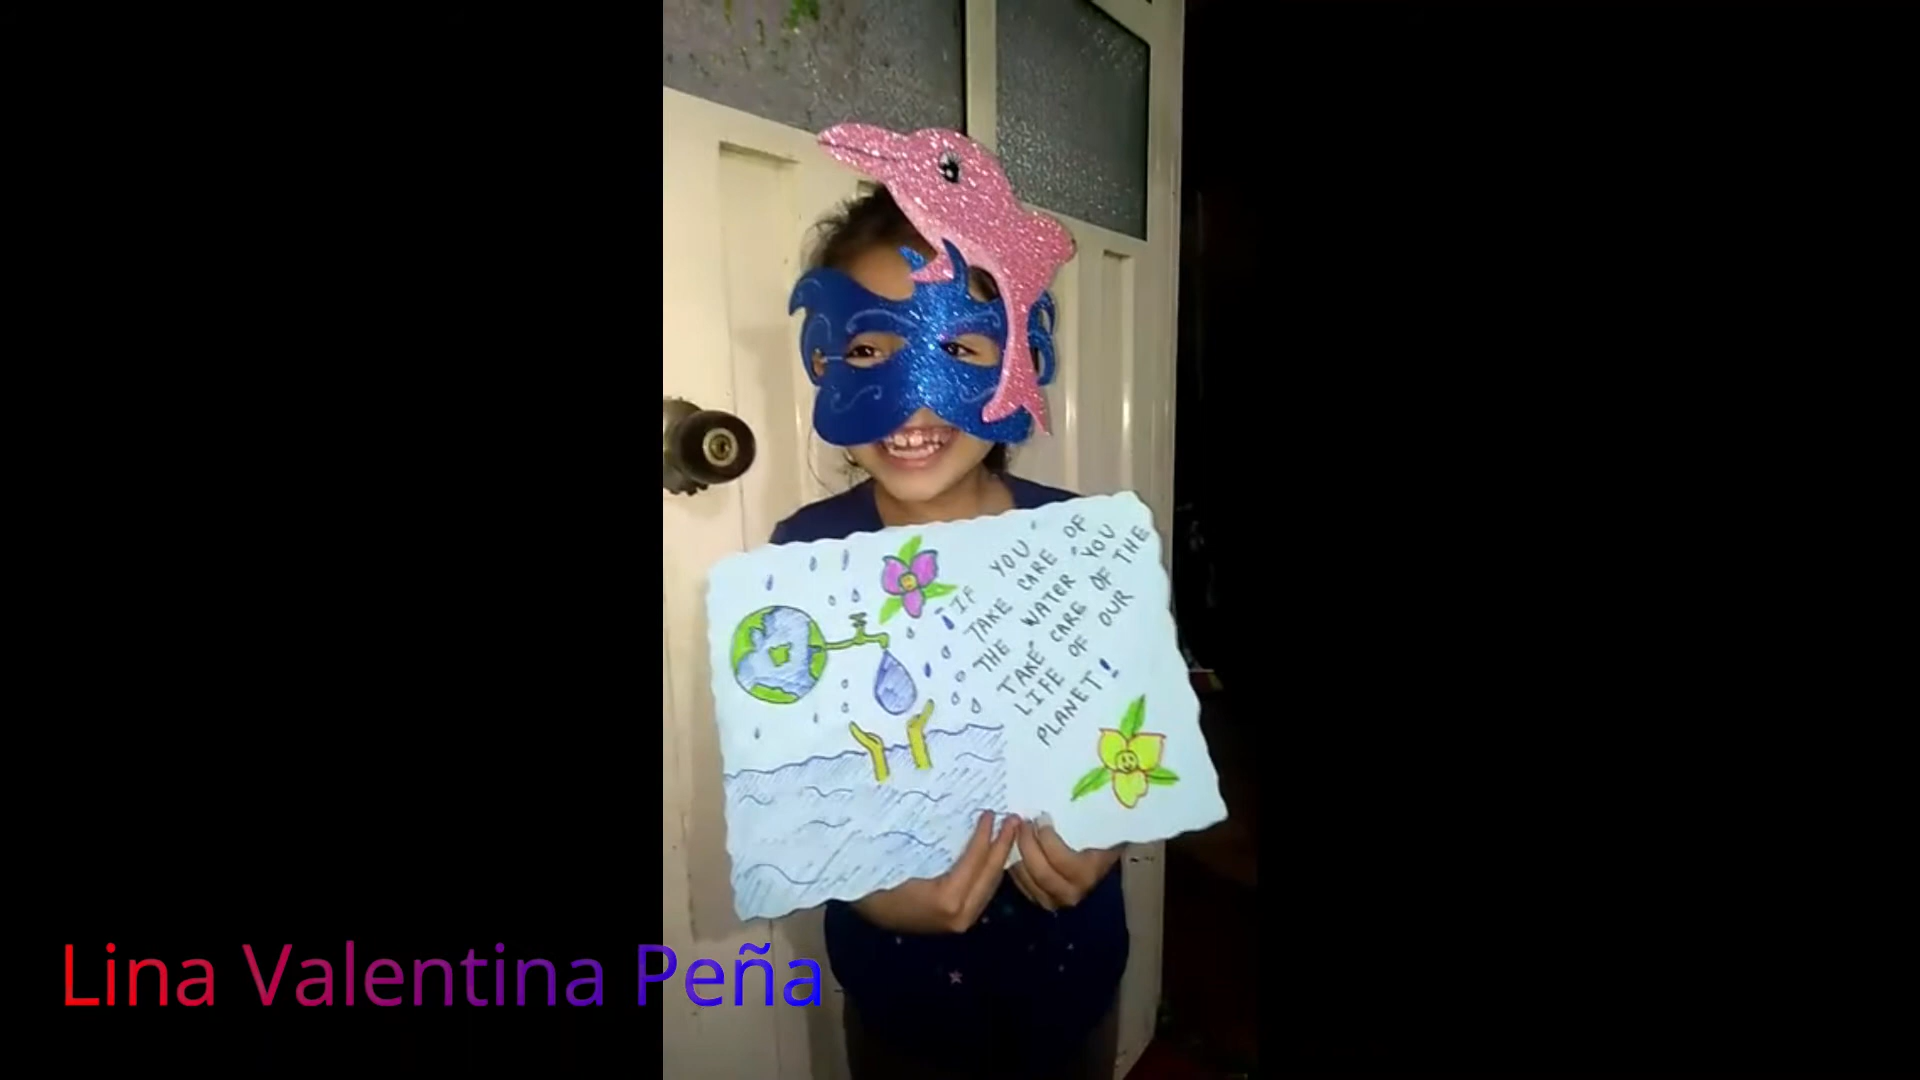 IF YOU
TAKE CARE OF
THE WATER YOU
TAKE CARE OF THE
LIFE OF OUR
PLANET!
Lina Valentina Peña